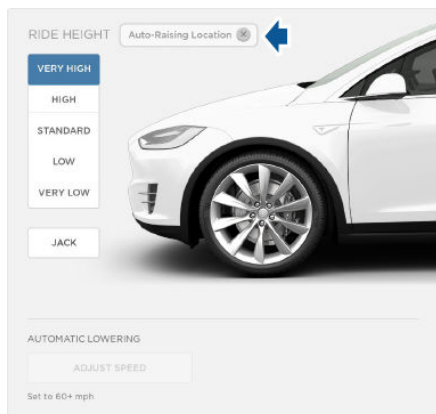 RIDE HEIGHT Auto-Raising Location
VERY HIGH
HIGH
STANDARD
LOW
VERY LOW
JACK
AUTOMATIC LOWERING
ADJUST SPEED
Set to 60+ mph